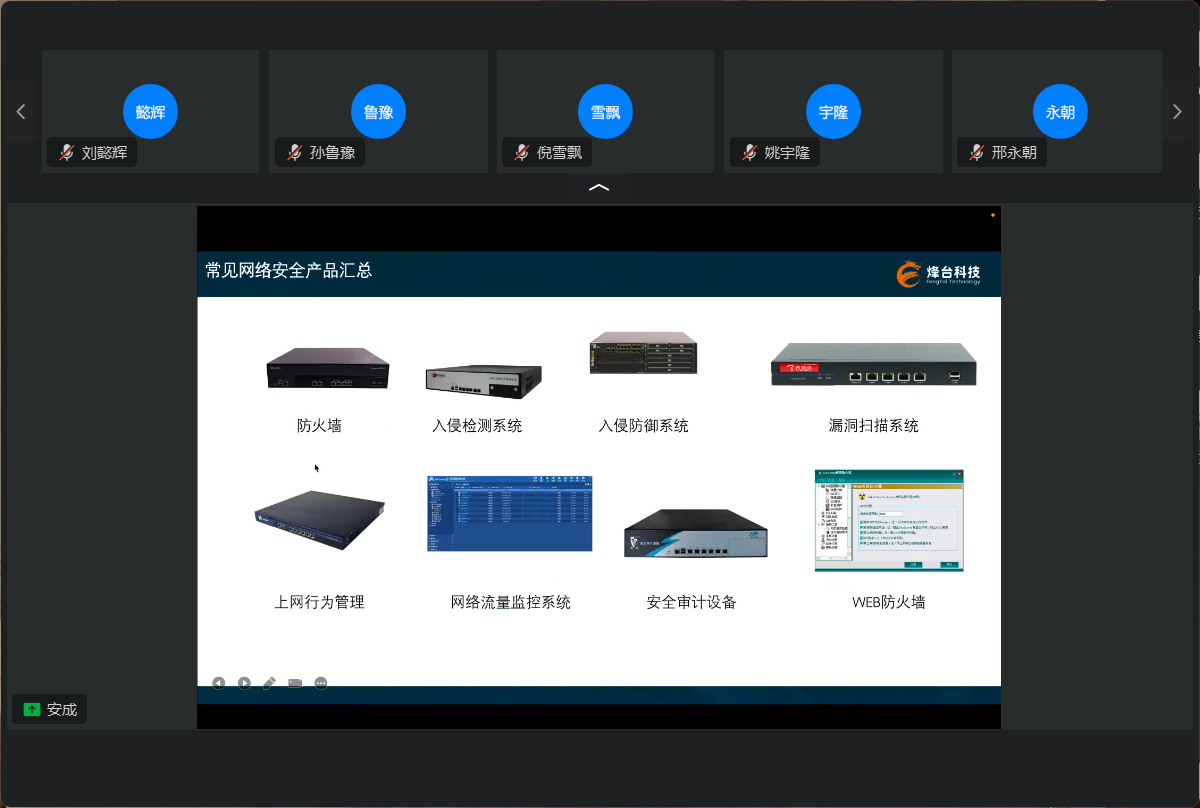 懿辉
鲁豫
雪飘
宇隆
永朝
刘懿辉
孙鲁豫
倪雪飘
姚宇隆
邢永朝
常见网络安全产品汇总
烽台科技
Fengtai Technology
防火墙
入侵检测系统
入侵防御系统
漏洞扫描系统
上网行为管理
网络流量监控系统
安全审计设备
WEB防火墙
安成